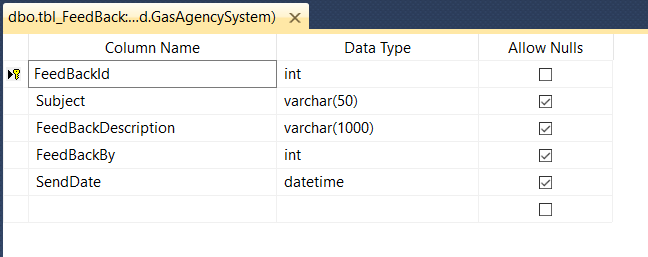 dbo.tbl_FeedBack:...d.GasAgencySystem)
Column Name Data Type Allow Nulls
FeedBackId int
Subject varchar(50)
FeedBackDescription varchar(1000)
FeedBackBy int
SendDate datetime